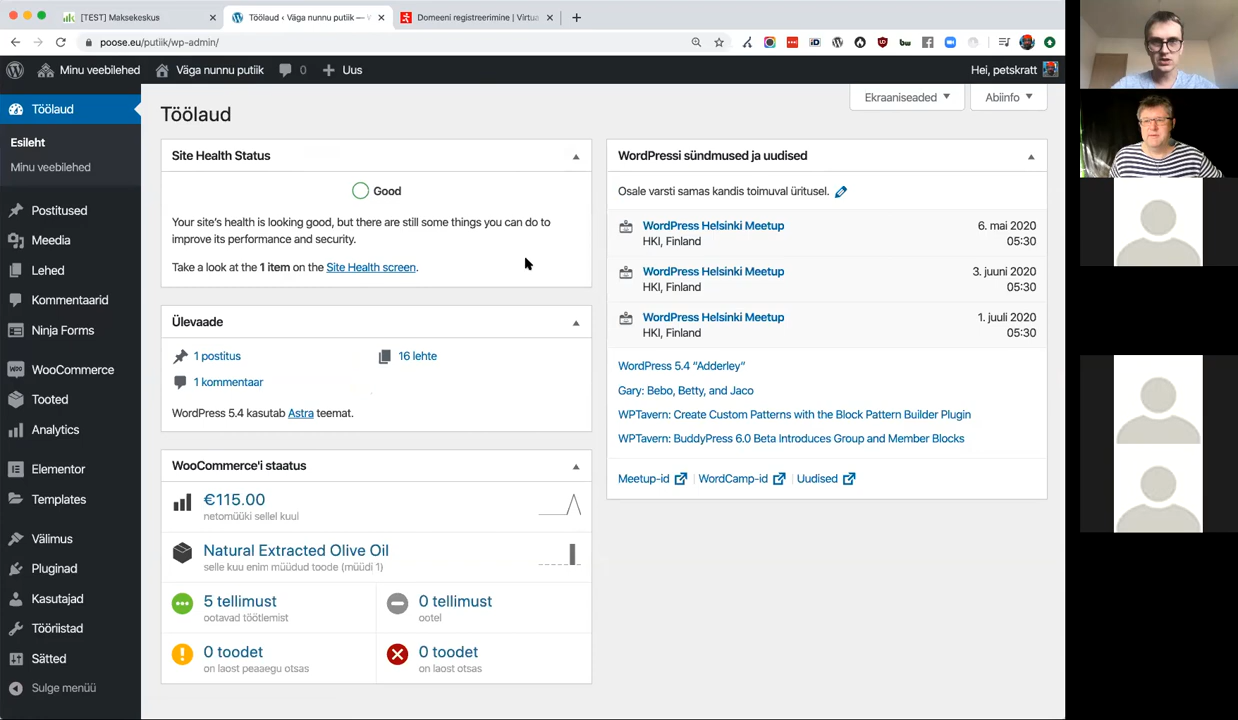 [TEST] Maksekeskus
Töölaud ‹ Väga nunnu putiik — V
Domeeni registreerimine | Virtua
poose.eu/putiik/wp-admin/
Minu veebilehed
Väga nunnu putiik
0
Uus
Hei, petskratt
Töölaud
Esileht
Minu veebilehed
Postitused
Meedia
Lehed
Kommentaarid
Ninja Forms
WooCommerce
Tooted
Analytics
Elementor
Templates
Välimus
Pluginad
Kasutajad
Tööriistad
Sätted
Sulge menüü
Ekraaniseaded
Abiinfo
Töölaud
Site Health Status
Good
Your site's health is looking good, but there are still some things you can do to
improve its performance and security.
Take a look at the 1 item on the Site Health screen.
Ülevaade
1 postitus
16 lehte
1 kommentaar
WordPress 5.4 kasutab Astra teemat.
WooCommerce'i staatus
€115.00
netomüüki sellel kuul
Natural Extracted Olive Oil
selle kuu enim müüdud toode (müüdi 1)
5 tellimust
ootavad töötlemist
0 tellimust
ootel
0 toodet
on laost peaaegu otsas
0 toodet
on laost otsas
WordPressi sündmused ja uudised
Osale varsti samas kandis toimuval üritusel.
WordPress Helsinki Meetup
HKI, Finland
6. mai 2020
05:30
WordPress Helsinki Meetup
HKI, Finland
3. juuni 2020
05:30
WordPress Helsinki Meetup
HKI, Finland
1. juuli 2020
05:30
WordPress 5.4 “Adderley”
Gary: Bebo, Betty, and Jaco
WPTavern: Create Custom Patterns with the Block Pattern Builder Plugin
WPTavern: BuddyPress 6.0 Beta Introduces Group and Member Blocks
Meetup-id
WordCamp-id
Uudised